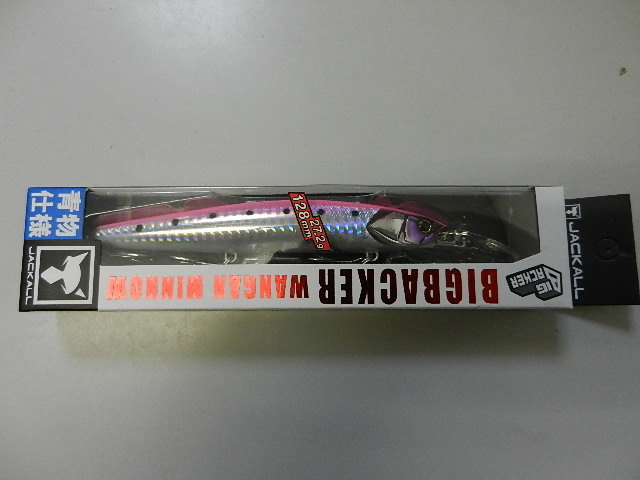 青物
仕様
JACKALL
128mm
27.2g
BIGBACKER WANGAN MINNOW
BIG
BACKER
JACKALL